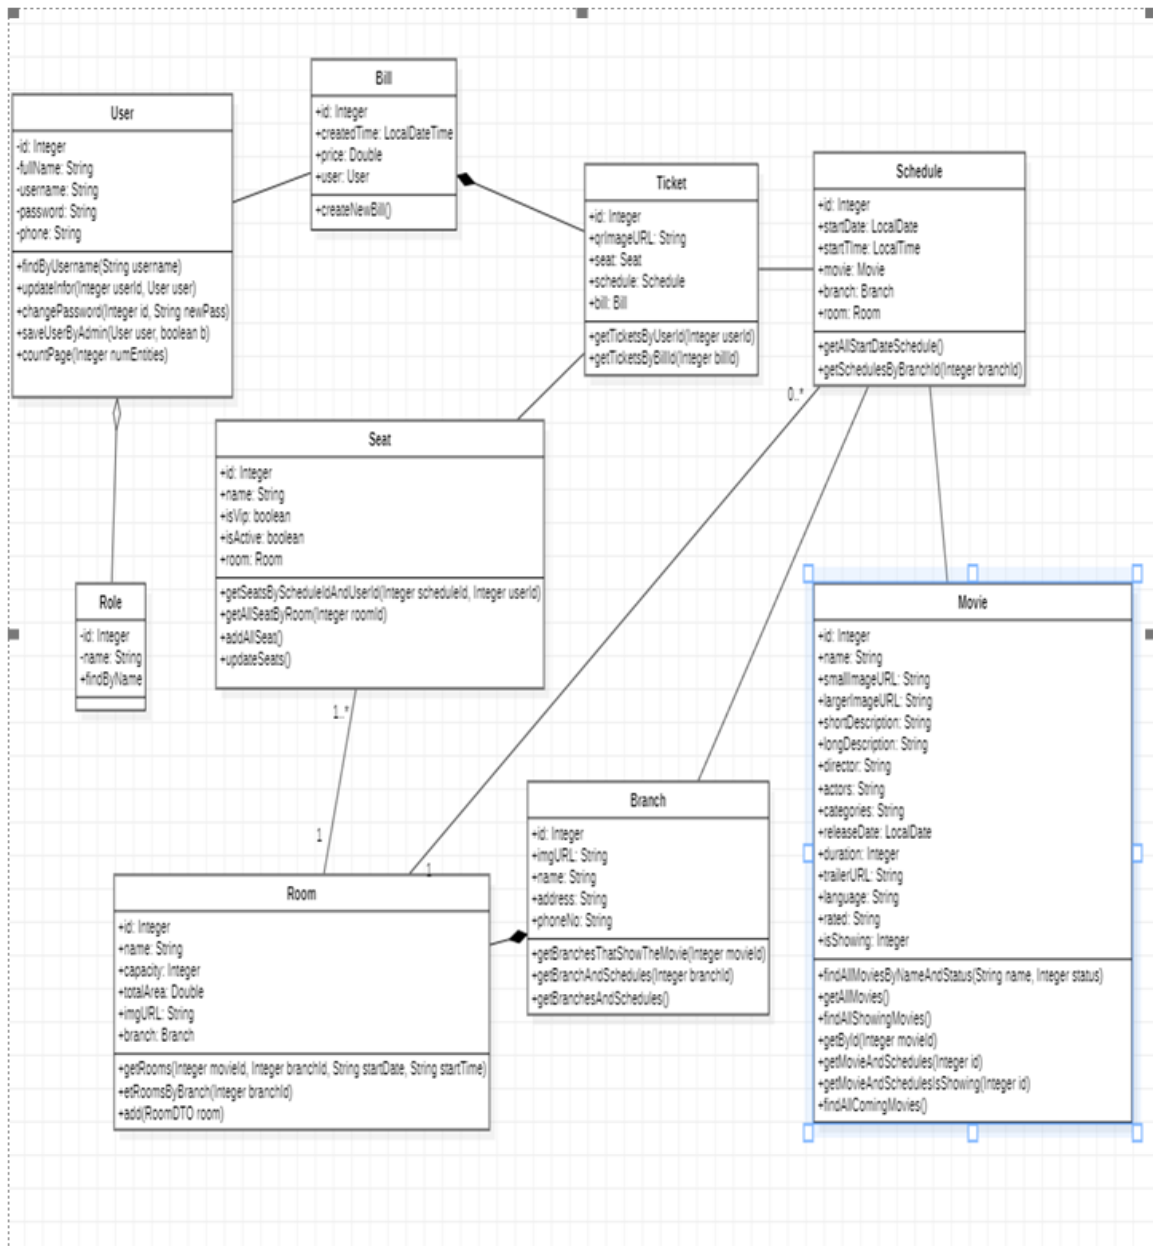 Bill
+id: Integer
+createdTime: LocalDateTime
+price: Double
+user: User
+createNewBill()
User
-id: Integer
-fullName: String
-username: String
-password: String
-phone: String
+findByUsername(String username)
+updateInfor(Integer userId, User user)
+changePassword(Integer id, String newPass)
+saveUserByAdmin(User user, boolean b)
+countPage(Integer numEntities)
Ticket
+id: Integer
+qrImageURL: String
+seat: Seat
+schedule: Schedule
+bill: Bill
+getTicketsByUserId(Integer userId)
+getTicketsByBillId(Integer billId)
Schedule
+id: Integer
+startDate: LocalDate
+startTIme: LocalTime
+movie: Movie
+branch: Branch
+room: Room
+getAllStartDateSchedule()
+getSchedulesByBranchId(Integer branchId)
0..*
Seat
+id: Integer
+name: String
+isVip: boolean
+isActive: boolean
+room: Room
+getSeatsByScheduleIdAndUserId(Integer scheduleId, Integer userId)
+getAllSeatByRoom(Integer roomId)
+addAllSeat()
+updateSeats()
Role
-id: Integer
-name: String
+findByName
1..*
1
1
Movie
+id: Integer
+name: String
+smallImageURL: String
+largerImageURL: String
+shortDescription: String
+longDescription: String
+director: String
+actors: String
+categories: String
+releaseDate: LocalDate
+duration: Integer
+trailerURL: String
+language: String
+rated: String
+isShowing: Integer
+findAllMoviesByNameAndStatus(String name, Integer status)
+getAllMovies()
+findAllShowingMovies()
+getById(Integer movieId)
+getMovieAndSchedules(Integer id)
+getMovieAndSchedulesIsShowing(Integer id)
+findAllComingMovies()
Branch
+id: Integer
+imgURL: String
+name: String
+address: String
+phoneNo: String
+getBranchesThatShowTheMovie(Integer movieId)
+getBranchAndSchedules(Integer branchId)
+getBranchesAndSchedules()
Room
+id: Integer
+name: String
+capacity: Integer
+totalArea: Double
+imgURL: String
+branch: Branch
+getRooms(Integer movieId, Integer branchId, String startDate, String startTime)
+etRoomsByBranch(Integer branchId)
+add(RoomDTO room)